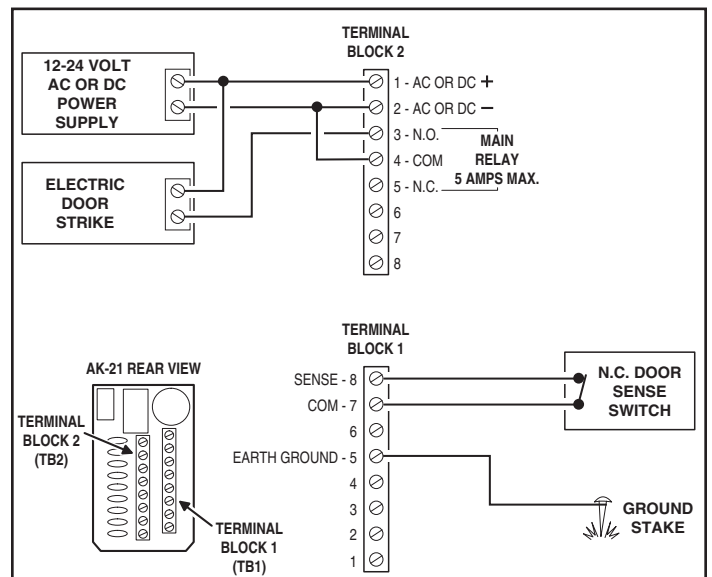 TERMINAL
BLOCK 2
12-24 VOLT
AC OR DC
POWER
SUPPLY
1 - AC OR DC +
2 - AC OR DC –
3 - N.O.
4 - COM
5 - N.C.
6
7
8
MAIN
RELAY
5 AMPS MAX.
ELECTRIC
DOOR
STRIKE
TERMINAL
BLOCK 1
SENSE - 8
COM - 7
6
EARTH GROUND - 5
4
3
2
1
N.C. DOOR
SENSE
SWITCH
GROUND
STAKE
AK-21 REAR VIEW
TERMINAL
BLOCK 2
(TB2)
TERMINAL
BLOCK 1
(TB1)